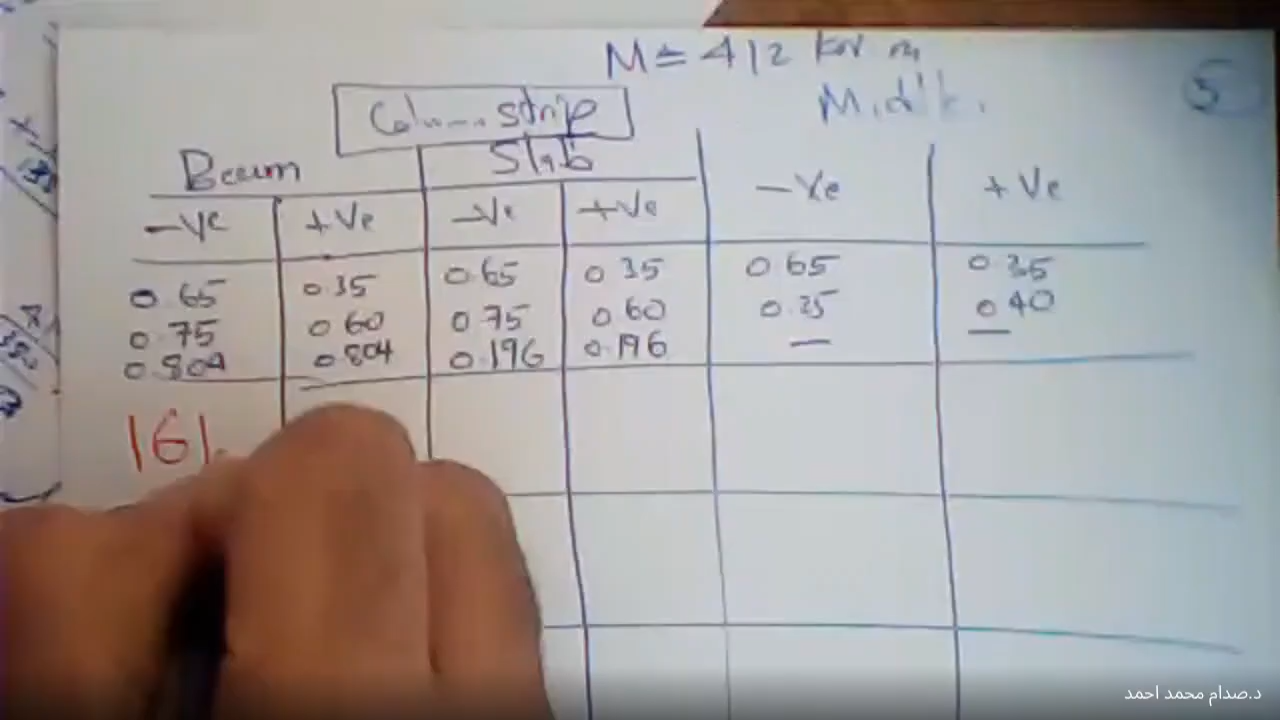 M = 412 kN m
5
Column strip
Middle
Beam
Slab
-Ve
+Ve
-Ve
+Ve
-Ve
+Ve
0.65 0.35 0.65 0.35 0.65 0.35
0.75 0.60 0.75 0.60 0.25 0.40
0.804 0.804 0.196 0.196 — —
161.
د.صدام محمد احمد